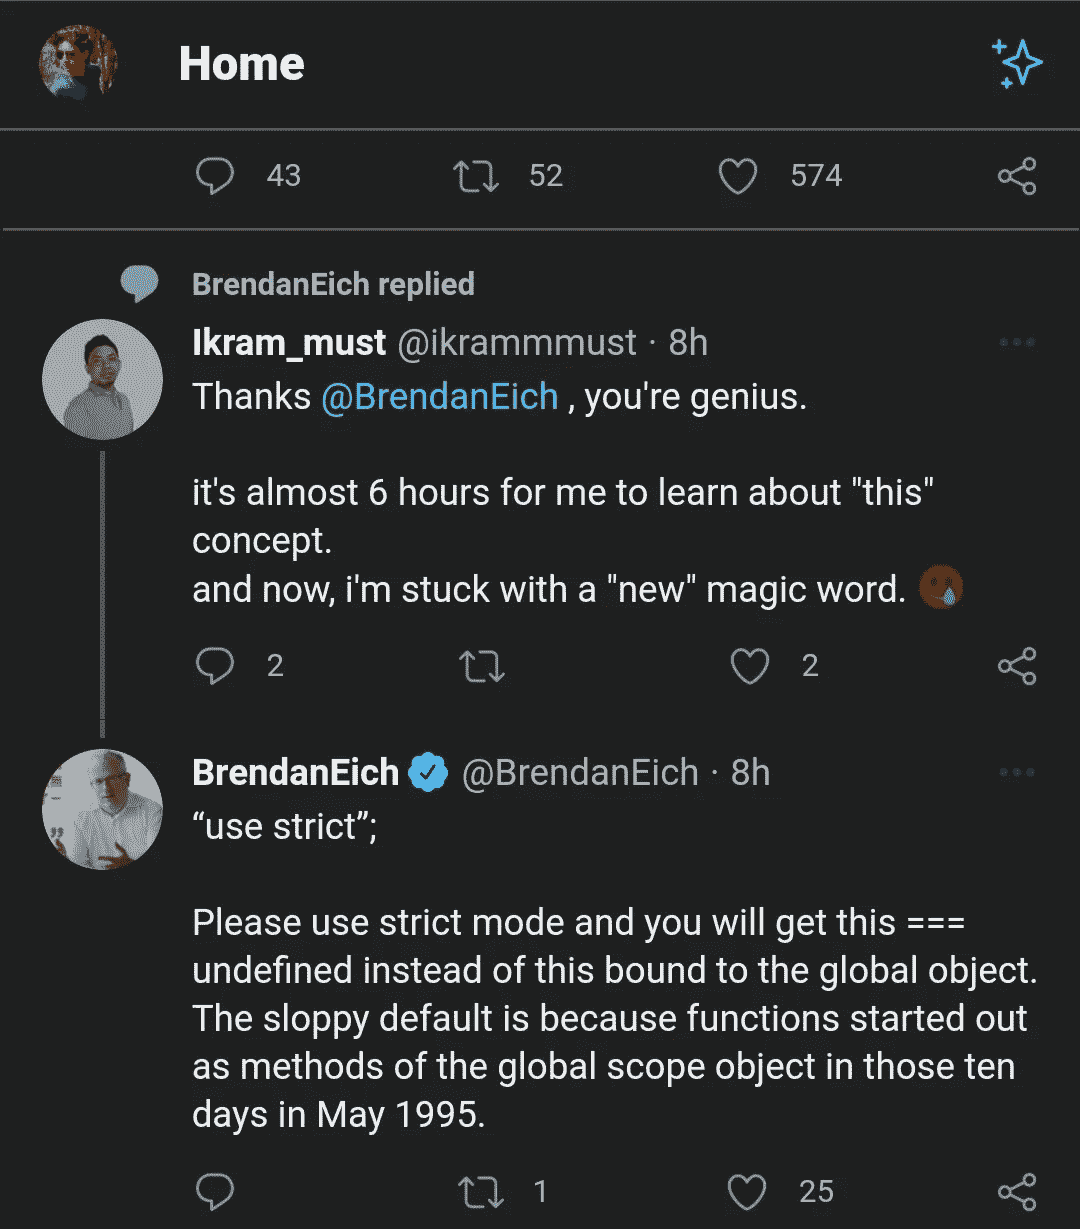 Home
43 52 574
BrendanEich replied
Ikram_must @ikrammmust · 8h
Thanks @BrendanEich , you're genius.
it's almost 6 hours for me to learn about "this"
concept.
and now, i'm stuck with a "new" magic word. 🥲
2 2
BrendanEich @BrendanEich · 8h
“use strict”;
Please use strict mode and you will get this ===
undefined instead of this bound to the global object.
The sloppy default is because functions started out
as methods of the global scope object in those ten
days in May 1995.
1 25